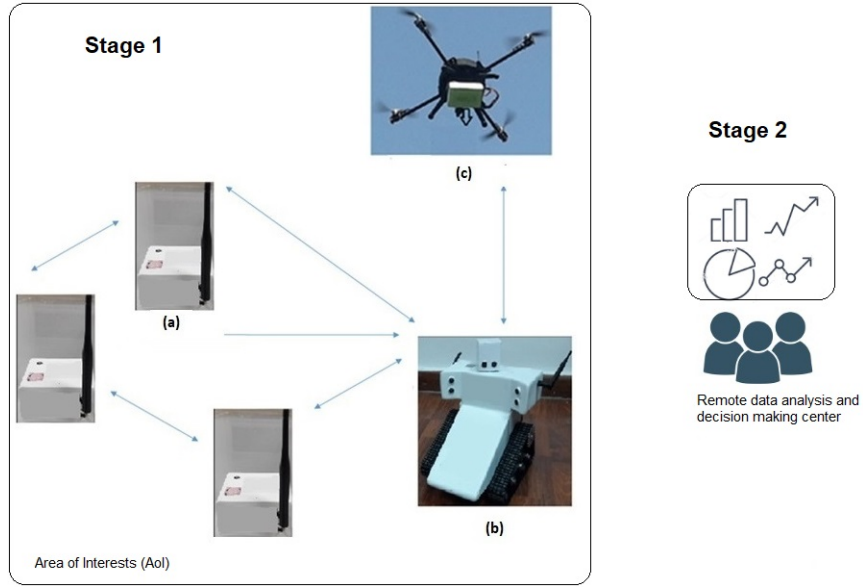 Stage 1
(c)
Stage 2
(a)
Remote data analysis and
decision making center
(b)
Area of Interests (AoI)